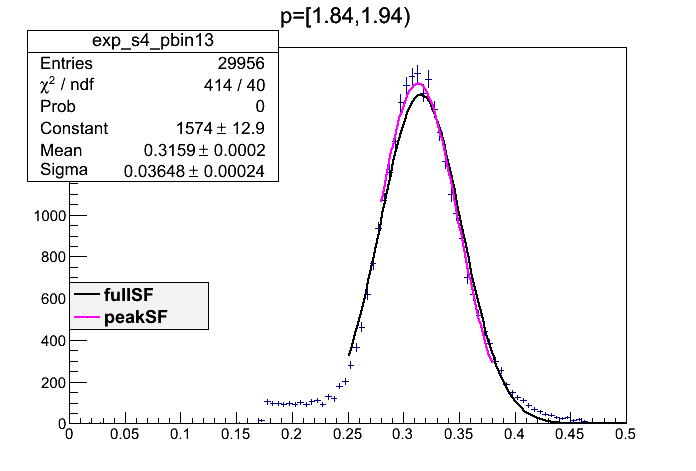 p=[1.84,1.94)
exp_s4_pbin13
Entries 29956
χ² / ndf 414 / 40
Prob 0
Constant 1574 ± 12.9
Mean 0.3159 ± 0.0002
Sigma 0.03648 ± 0.00024
1000
800
600
fullSF
peakSF
400
200
0
0 0.05 0.1 0.15 0.2 0.25 0.3 0.35 0.4 0.45 0.5